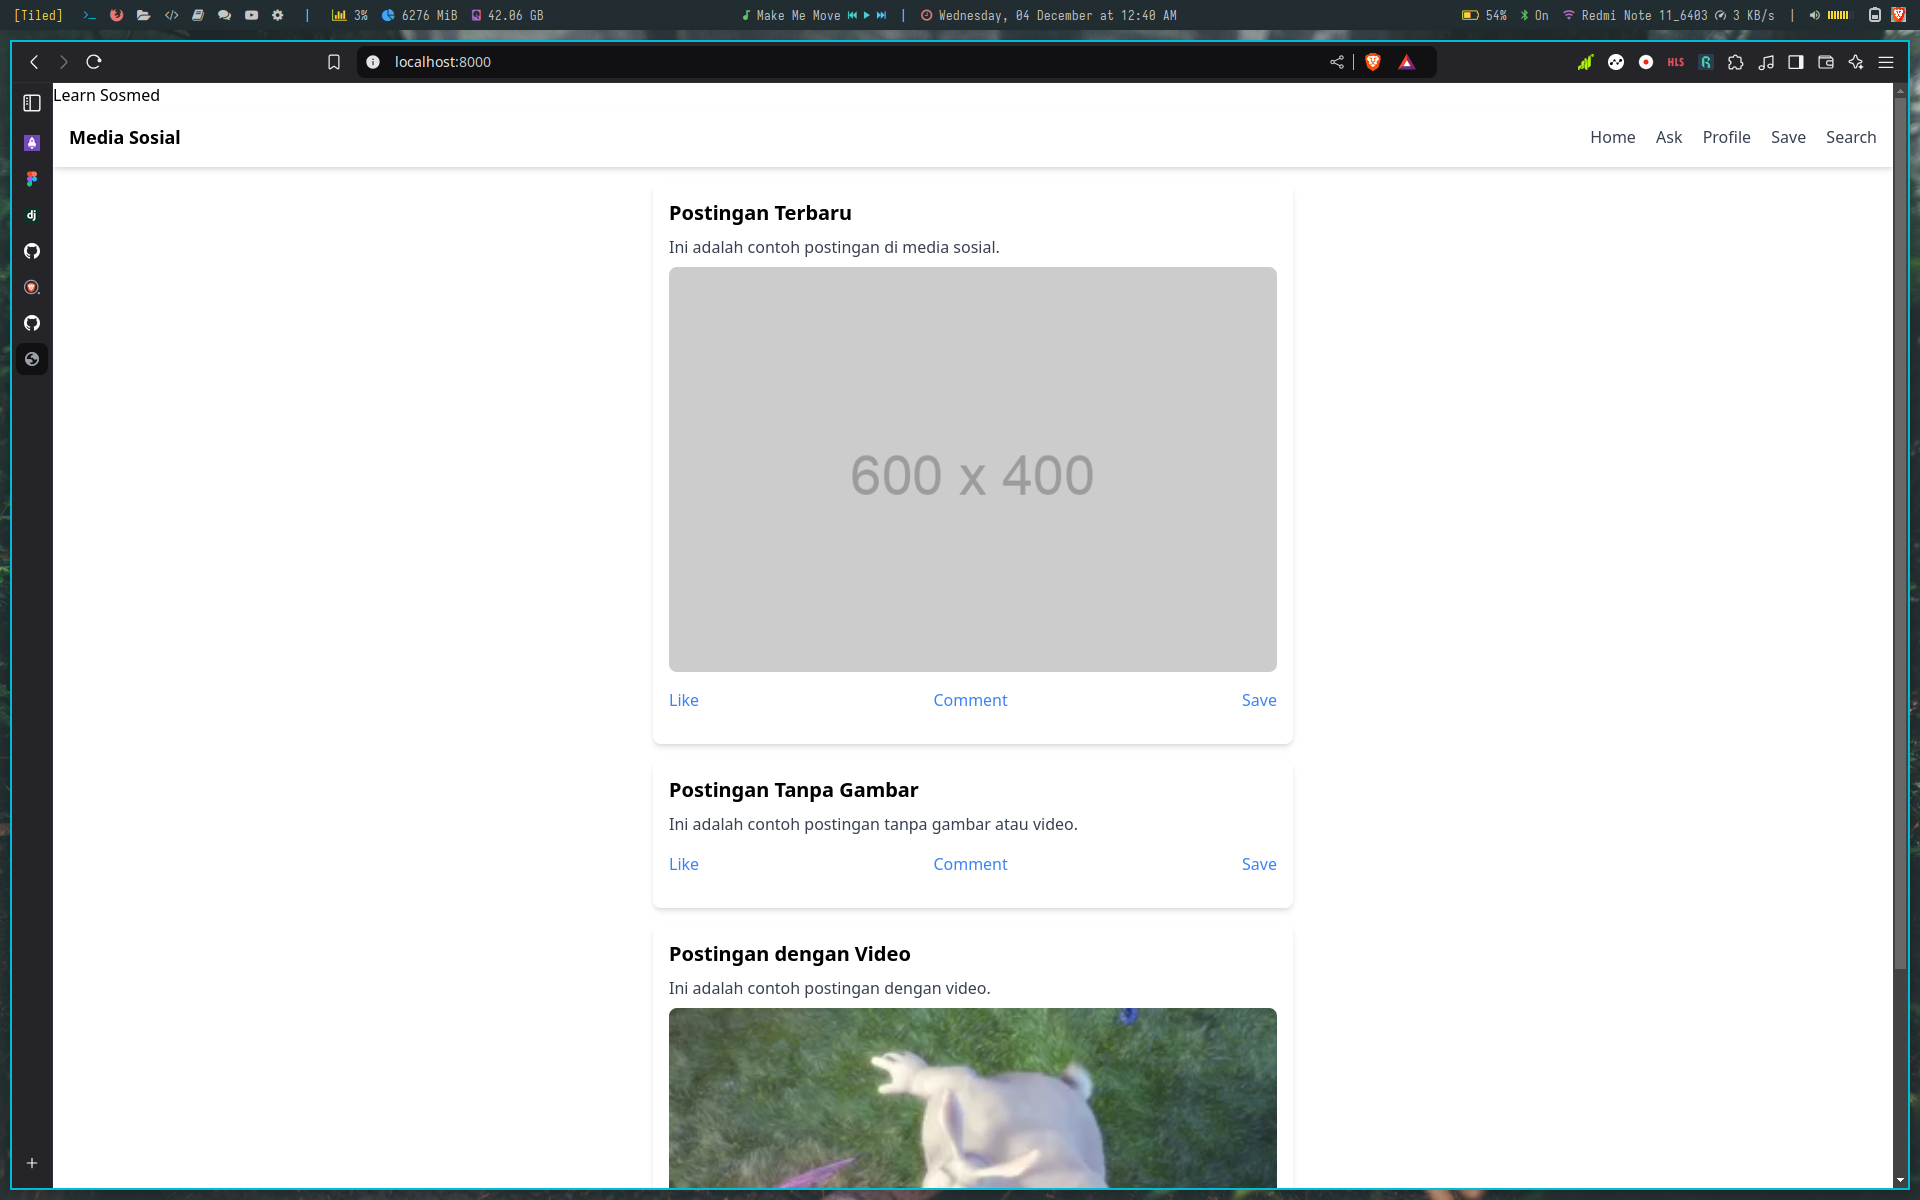 [Tiled] 3% 6276 MiB 42.06 GB Make Me Move Wednesday, 04 December at 12:40 AM 54% On Redmi Note 11_6403 3 KB/s
localhost:8000 HLS
Learn Sosmed
Media Sosial Home Ask Profile Save Search
dj
Postingan Terbaru
Ini adalah contoh postingan di media sosial.
600 x 400
Like Comment Save
Postingan Tanpa Gambar
Ini adalah contoh postingan tanpa gambar atau video.
Like Comment Save
Postingan dengan Video
Ini adalah contoh postingan dengan video.